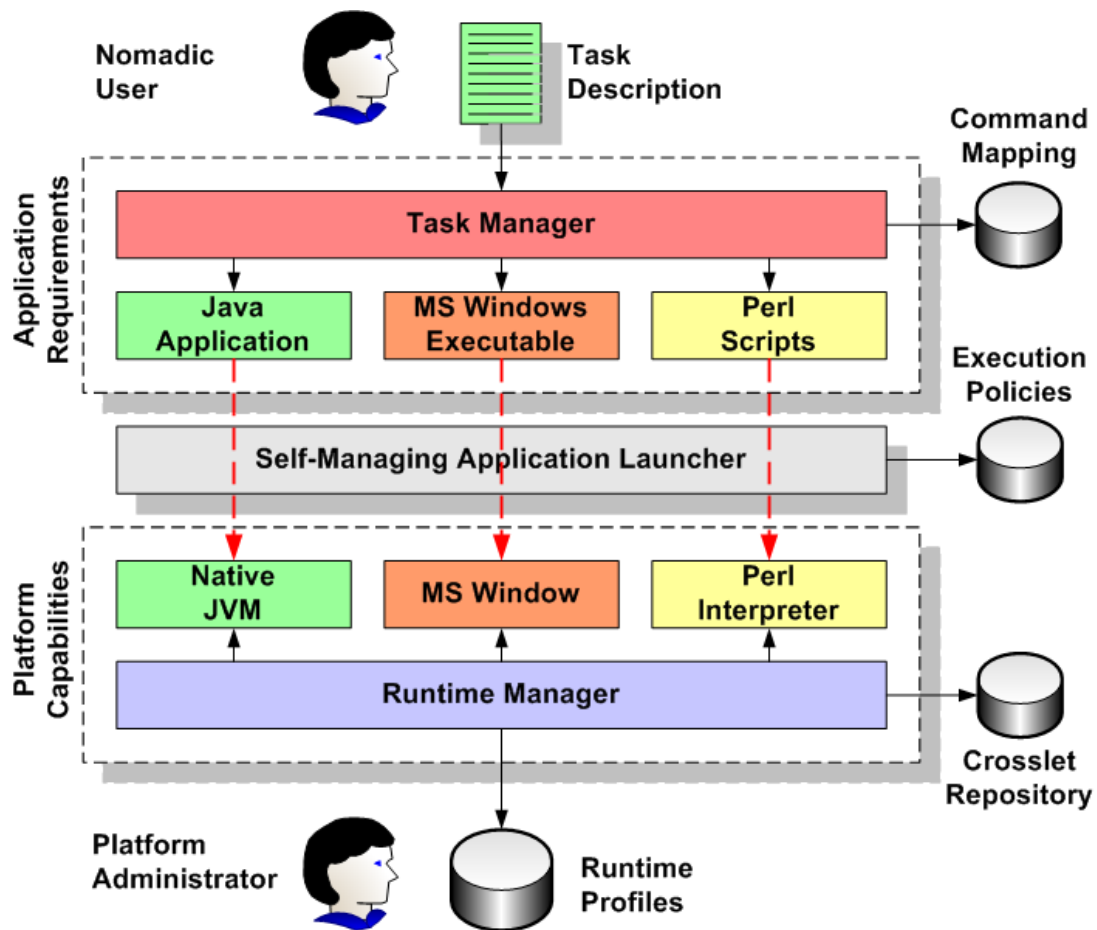 Nomadic
User
Task
Description
Command
Mapping
Application
Requirements
Task Manager
Java
Application
MS Windows
Executable
Perl
Scripts
Execution
Policies
Self-Managing Application Launcher
Platform
Capabilities
Native
JVM
MS Window
Perl
Interpreter
Runtime Manager
Crosslet
Repository
Platform
Administrator
Runtime
Profiles